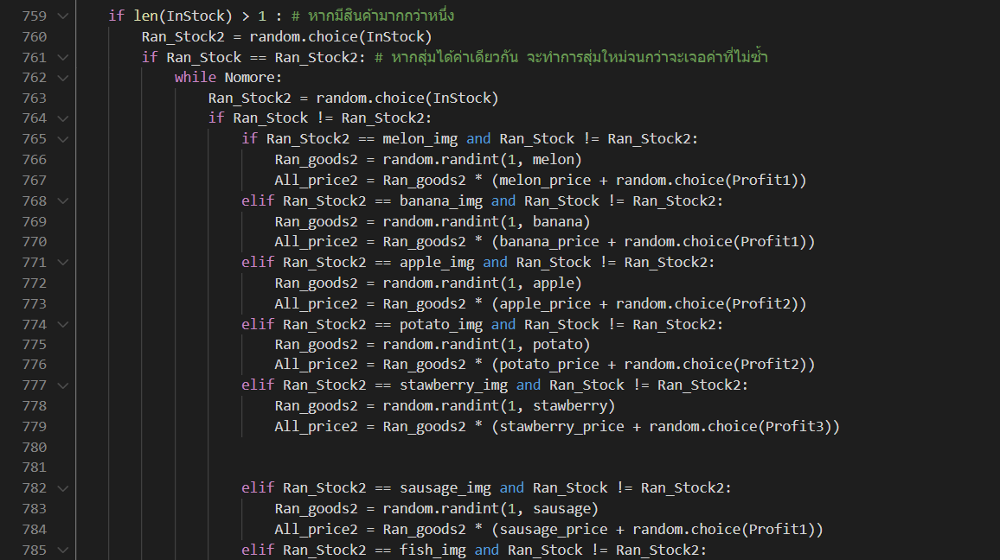 759 if len(InStock) > 1 : # หากมีสินค้ามากกว่าหนึ่ง
760 Ran_Stock2 = random.choice(InStock)
761 if Ran_Stock == Ran_Stock2: # หากสุ่มได้ค่าเดียวกัน จะทำการสุ่มใหม่จนกว่าจะเจอค่าที่ไม่ซ้ำ
762 while Nomore:
763 Ran_Stock2 = random.choice(InStock)
764 if Ran_Stock != Ran_Stock2:
765 if Ran_Stock2 == melon_img and Ran_Stock != Ran_Stock2:
766 Ran_goods2 = random.randint(1, melon)
767 All_price2 = Ran_goods2 * (melon_price + random.choice(Profit1))
768 elif Ran_Stock2 == banana_img and Ran_Stock != Ran_Stock2:
769 Ran_goods2 = random.randint(1, banana)
770 All_price2 = Ran_goods2 * (banana_price + random.choice(Profit1))
771 elif Ran_Stock2 == apple_img and Ran_Stock != Ran_Stock2:
772 Ran_goods2 = random.randint(1, apple)
773 All_price2 = Ran_goods2 * (apple_price + random.choice(Profit2))
774 elif Ran_Stock2 == potato_img and Ran_Stock != Ran_Stock2:
775 Ran_goods2 = random.randint(1, potato)
776 All_price2 = Ran_goods2 * (potato_price + random.choice(Profit2))
777 elif Ran_Stock2 == stawberry_img and Ran_Stock != Ran_Stock2:
778 Ran_goods2 = random.randint(1, stawberry)
779 All_price2 = Ran_goods2 * (stawberry_price + random.choice(Profit3))
780
781
782 elif Ran_Stock2 == sausage_img and Ran_Stock != Ran_Stock2:
783 Ran_goods2 = random.randint(1, sausage)
784 All_price2 = Ran_goods2 * (sausage_price + random.choice(Profit1))
785 elif Ran_Stock2 == fish_img and Ran_Stock != Ran_Stock2: